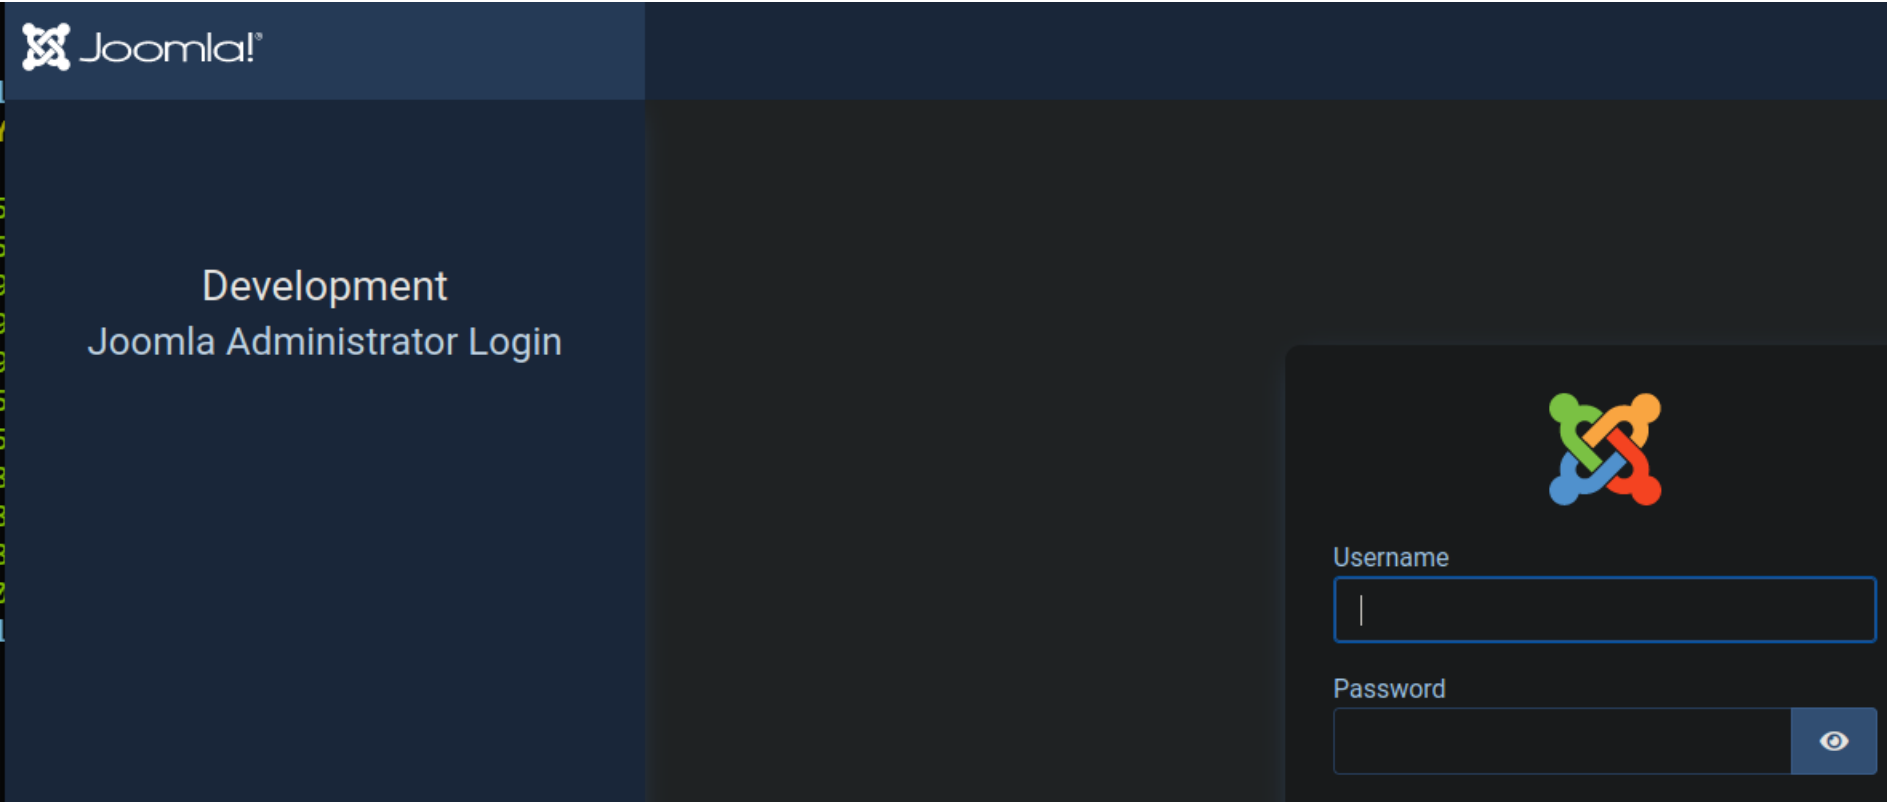 Joomla!®
Development
Joomla Administrator Login
Username
Password